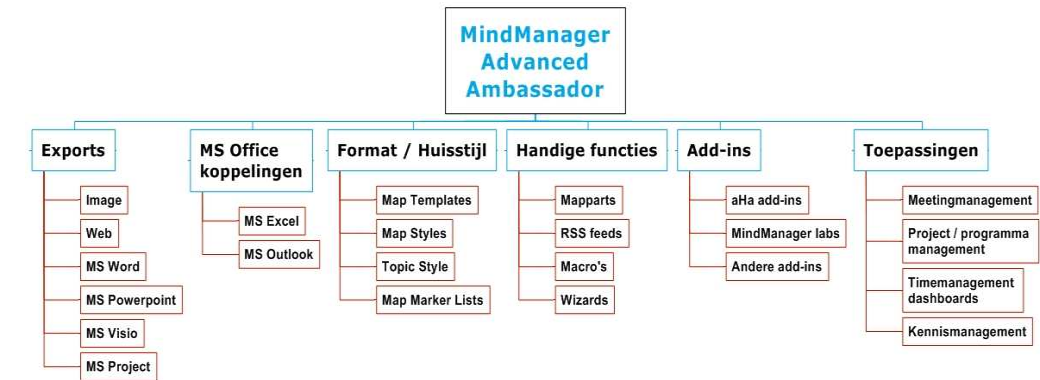 MindManager
Advanced
Ambassador
Exports
Image
Web
MS Word
MS Powerpoint
MS Visio
MS Project
MS Office
koppelingen
MS Excel
MS Outlook
Format / Huisstijl
Map Templates
Map Styles
Topic Style
Map Marker Lists
Handige functies
Mapparts
RSS feeds
Macro's
Wizards
Add-ins
aHa add-ins
MindManager labs
Andere add-ins
Toepassingen
Meetingmanagement
Project / programma
management
Timemanagement
dashboards
Kennismanagement